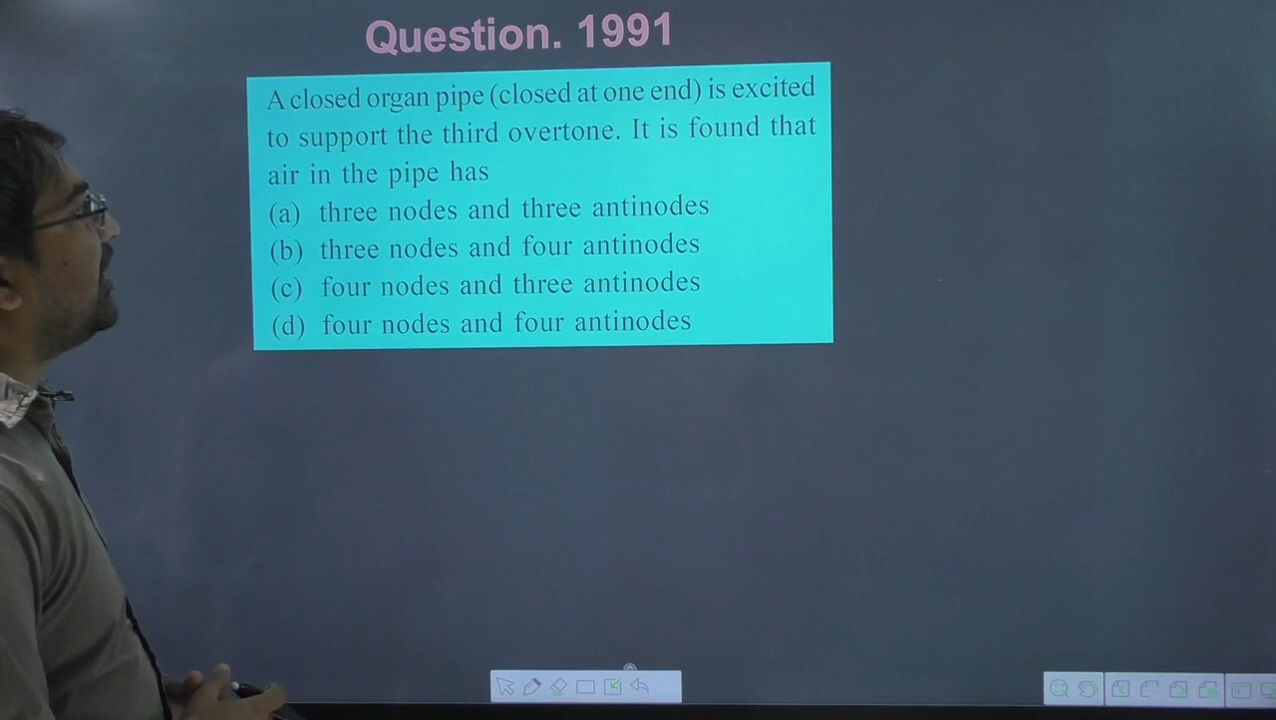 Question. 1991
A closed organ pipe (closed at one end) is excited
to support the third overtone. It is found that
air in the pipe has
(a) three nodes and three antinodes
(b) three nodes and four antinodes
(c) four nodes and three antinodes
(d) four nodes and four antinodes